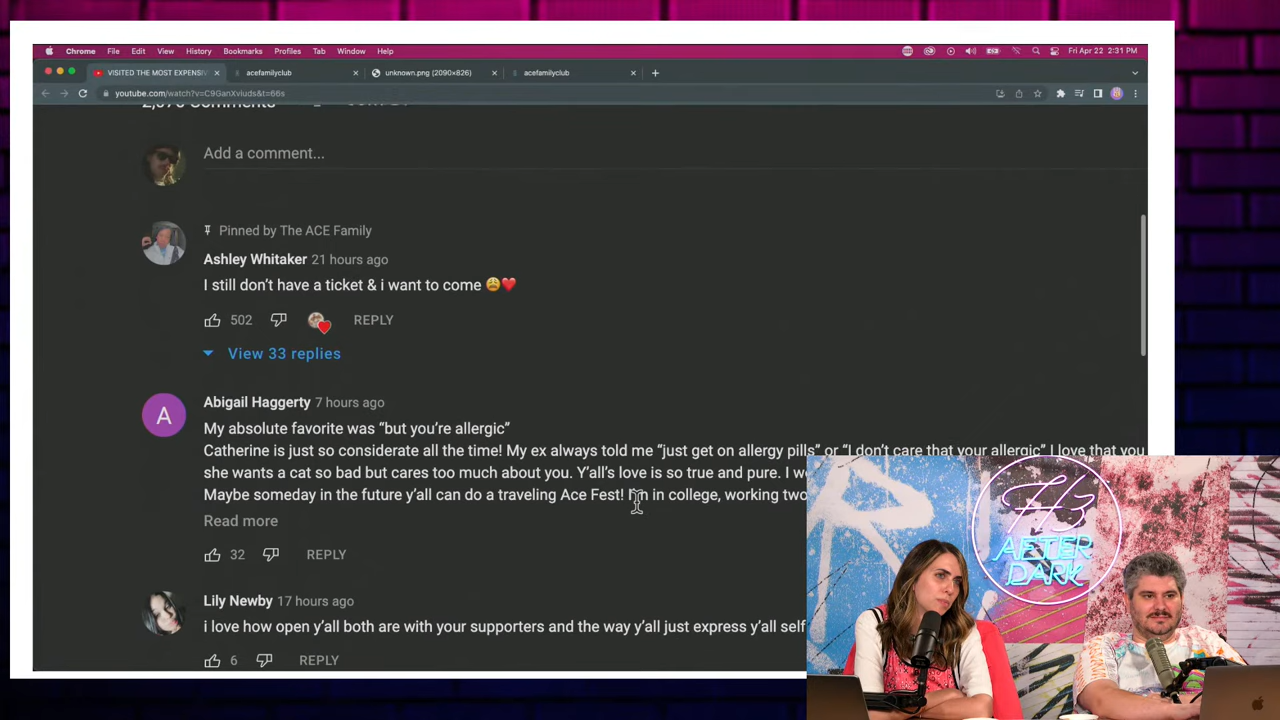 Chrome File Edit View History Bookmarks Profiles Tab Window Help Fri Apr 22 2:31 PM
VISITED THE MOST EXPENSIV acefamilyclub unknown.png (2090×826) acefamilyclub
youtube.com/watch?v=C9GanXviuds&t=66s
Comments
Add a comment...
Pinned by The ACE Family
Ashley Whitaker 21 hours ago
I still don't have a ticket & i want to come 😩❤️
502 REPLY
View 33 replies
A
Abigail Haggerty 7 hours ago
My absolute favorite was “but you're allergic”
Catherine is just so considerate all the time! My ex always told me “just get on allergy pills” or “I don't care that your allergic” I love that you
she wants a cat so bad but cares too much about you. Y'all's love is so true and pure. I w
Maybe someday in the future y'all can do a traveling Ace Fest! I'm in college, working two
Read more
32 REPLY
Lily Newby 17 hours ago
i love how open y'all both are with your supporters and the way y'all just express y'all self
6 REPLY
H3
AFTER
DARK